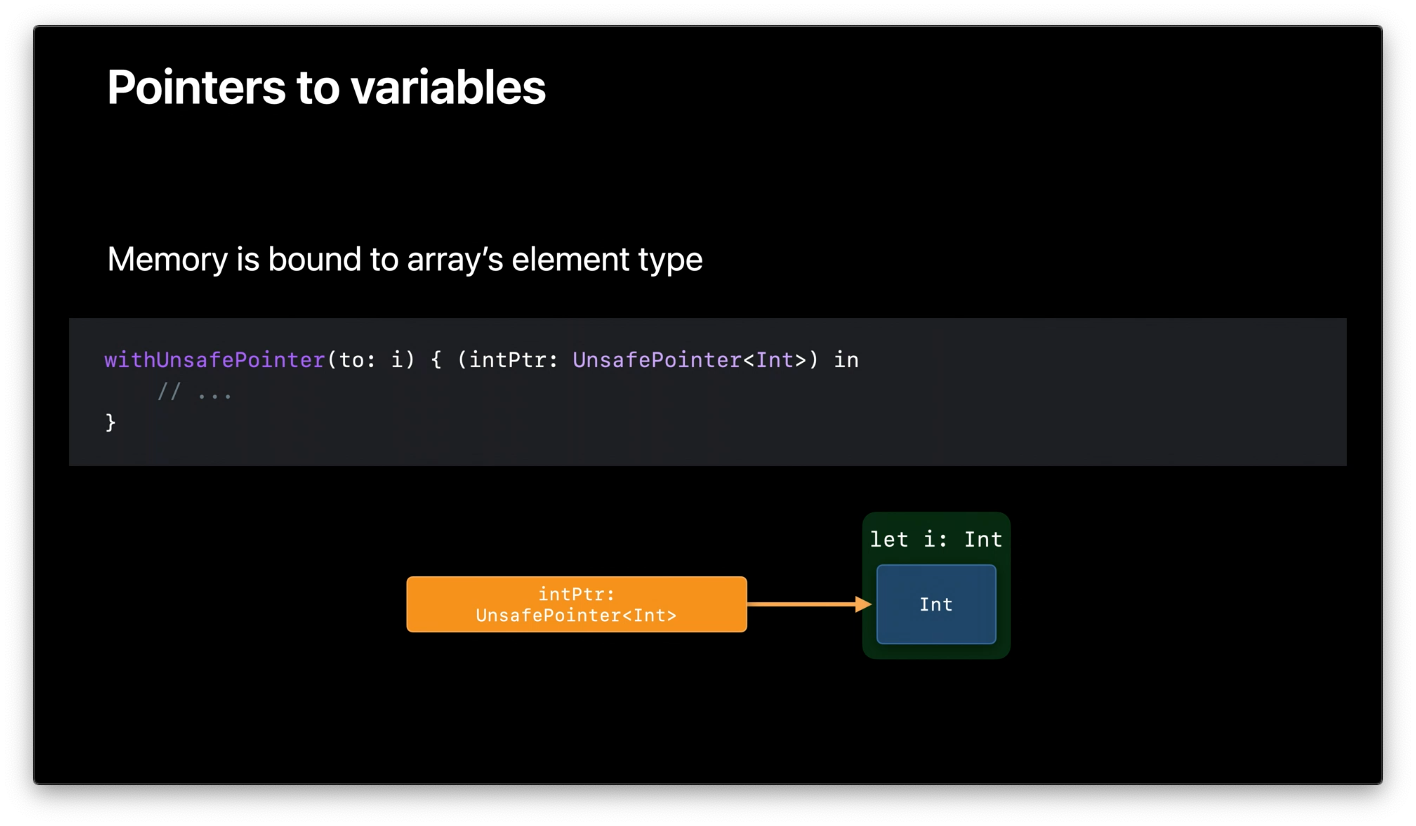 Pointers to variables
Memory is bound to array’s element type
withUnsafePointer(to: i) { (intPtr: UnsafePointer<Int>) in
    // ...
}
let i: Int
intPtr:
UnsafePointer<Int>
Int